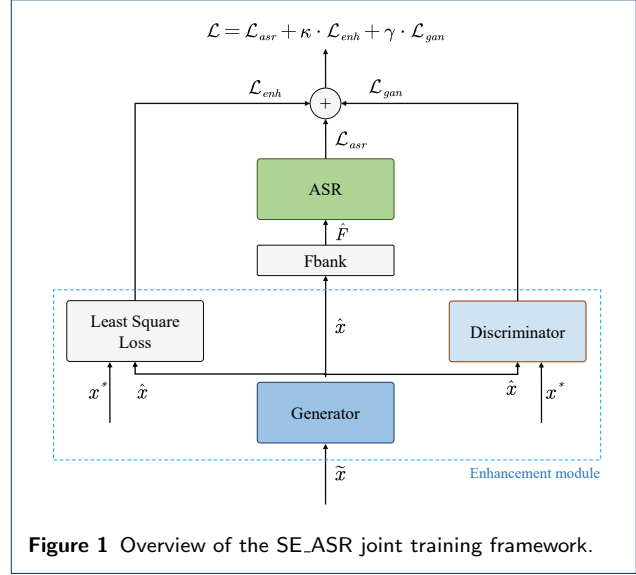 ℒ = ℒ_asr + κ · ℒ_enh + γ · ℒ_gan
ℒ_enh
ℒ_gan
+
ℒ_asr
ASR
F̂
Fbank
Least Square
Loss
x̂
Discriminator
x*
x̂
x̂
x*
Generator
Enhancement module
x̃
Figure 1 Overview of the SE_ASR joint training framework.